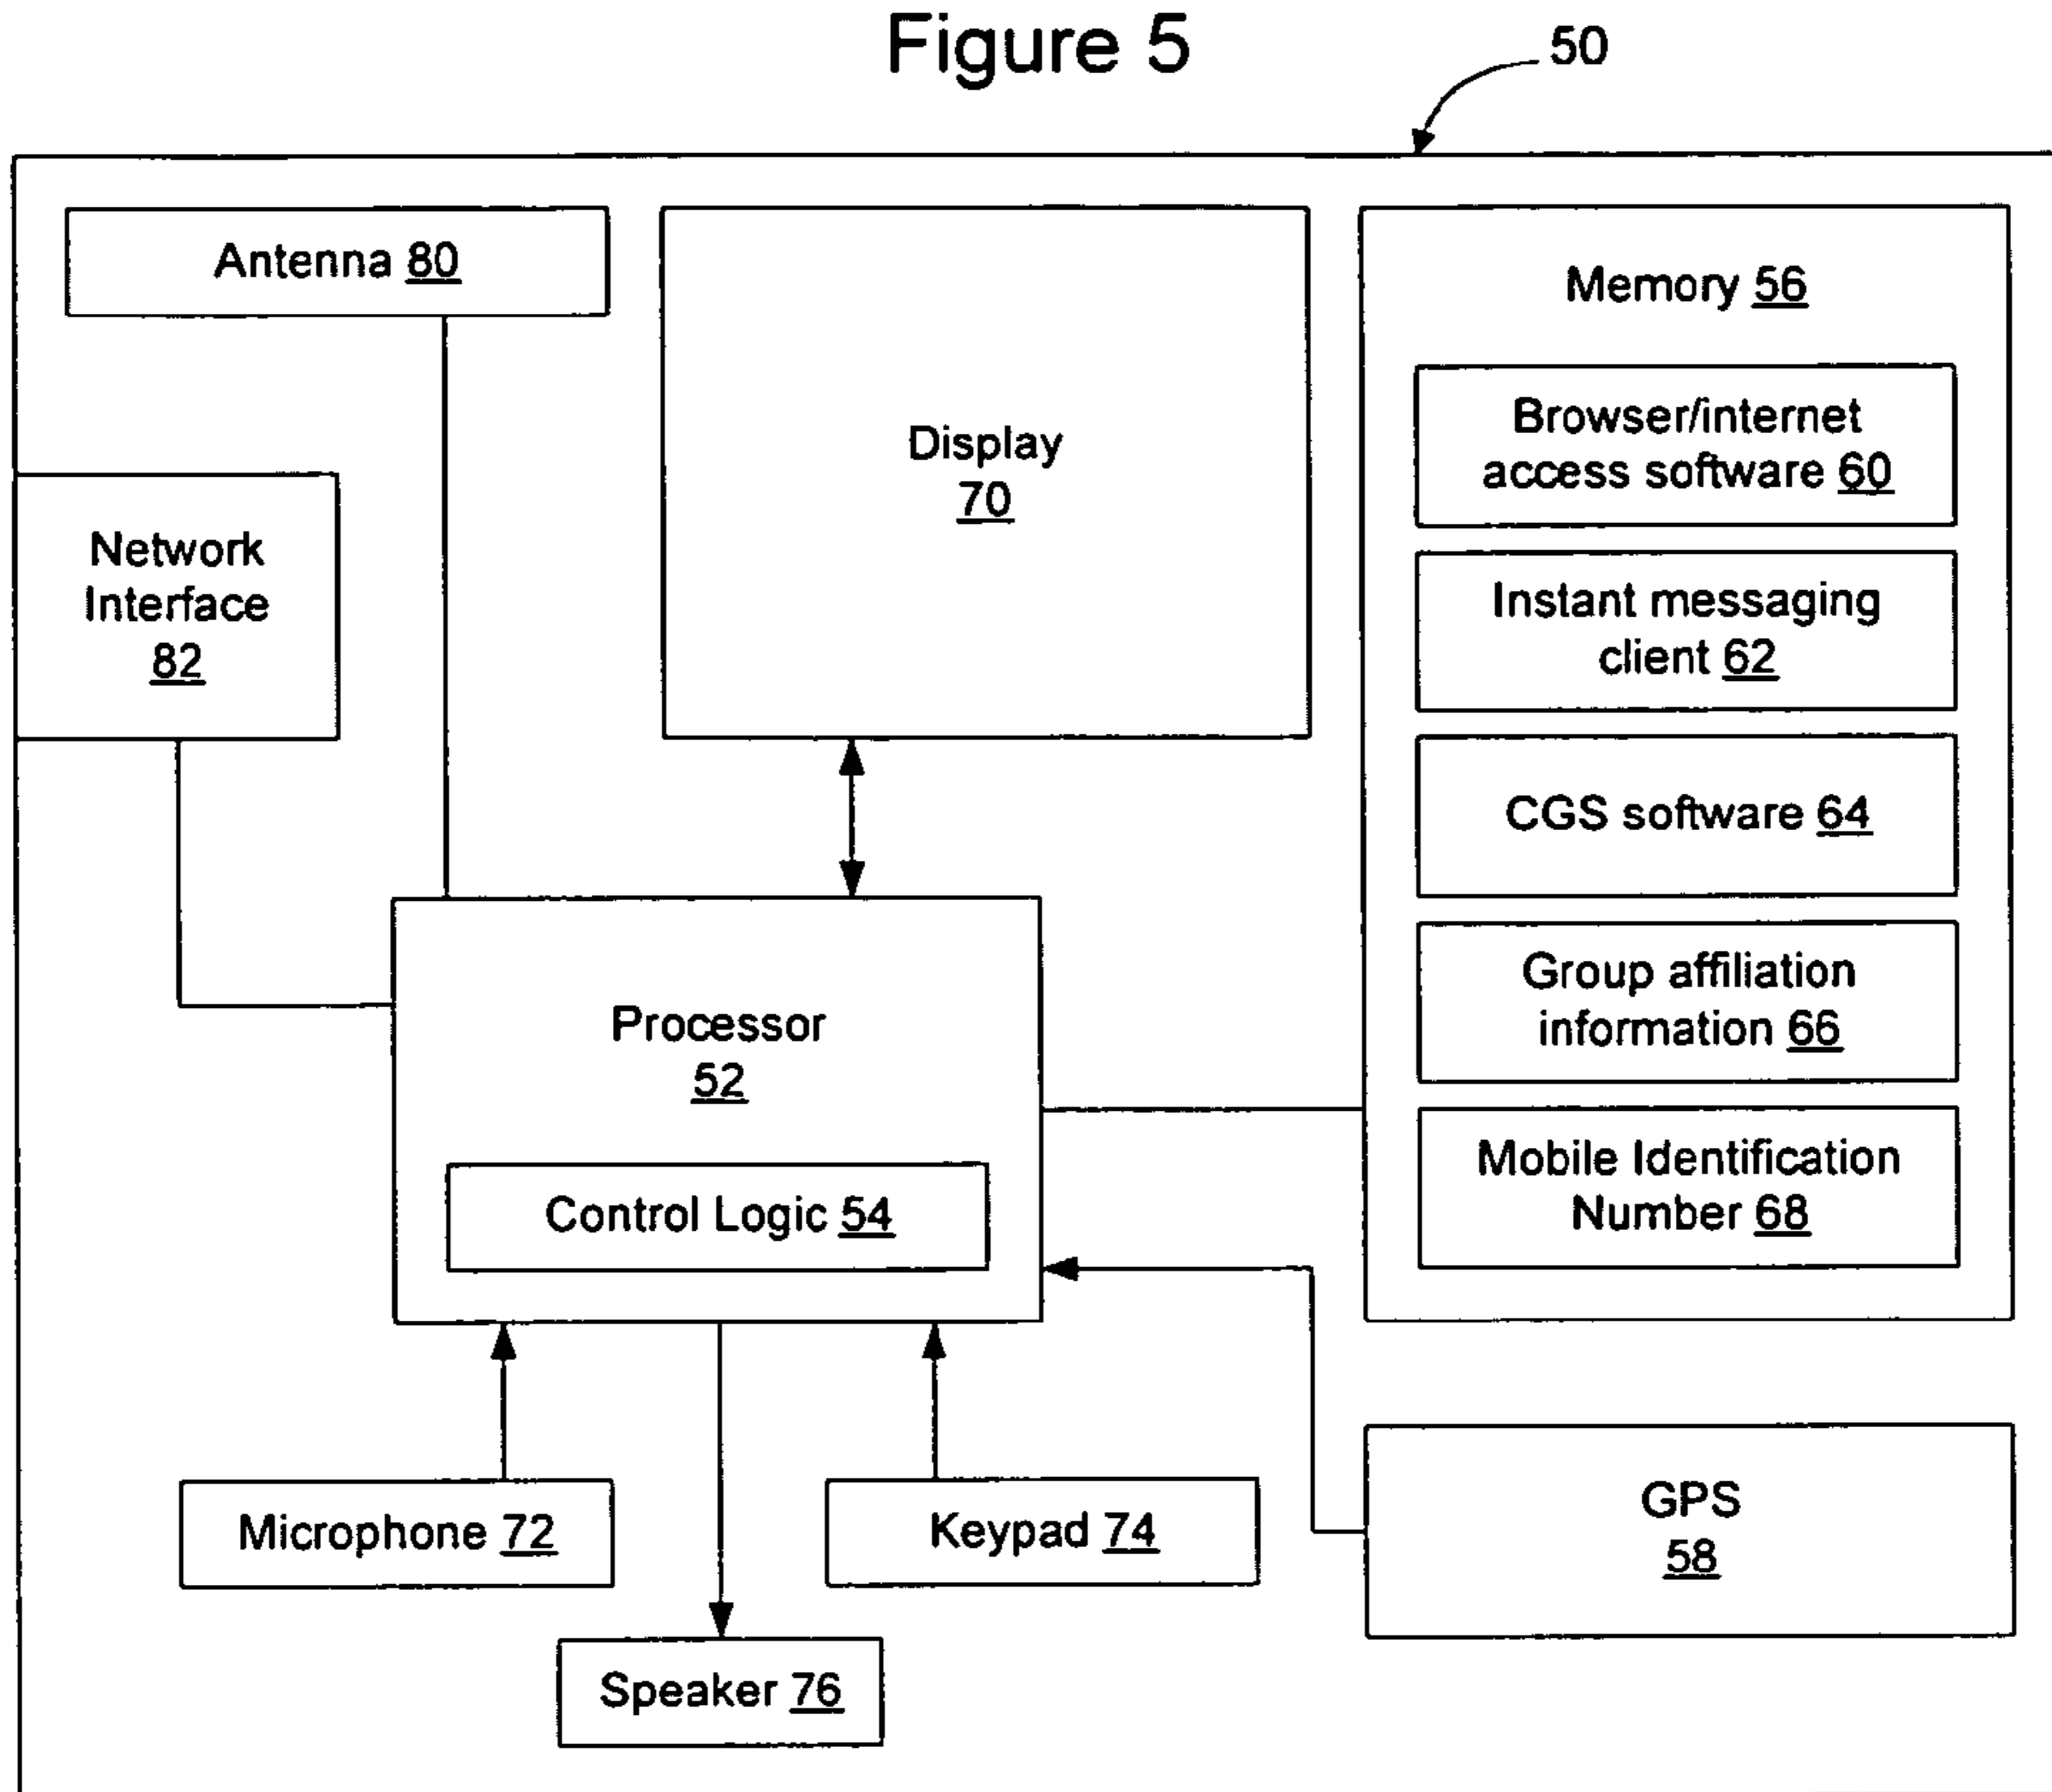 Figure 5
50
Antenna 80
Display
70
Memory 56
Browser/internet
access software 60
Instant messaging
client 62
CGS software 64
Group affiliation
information 66
Mobile Identification
Number 68
Network
Interface
82
Processor
52
Control Logic 54
Microphone 72
Keypad 74
Speaker 76
GPS
58